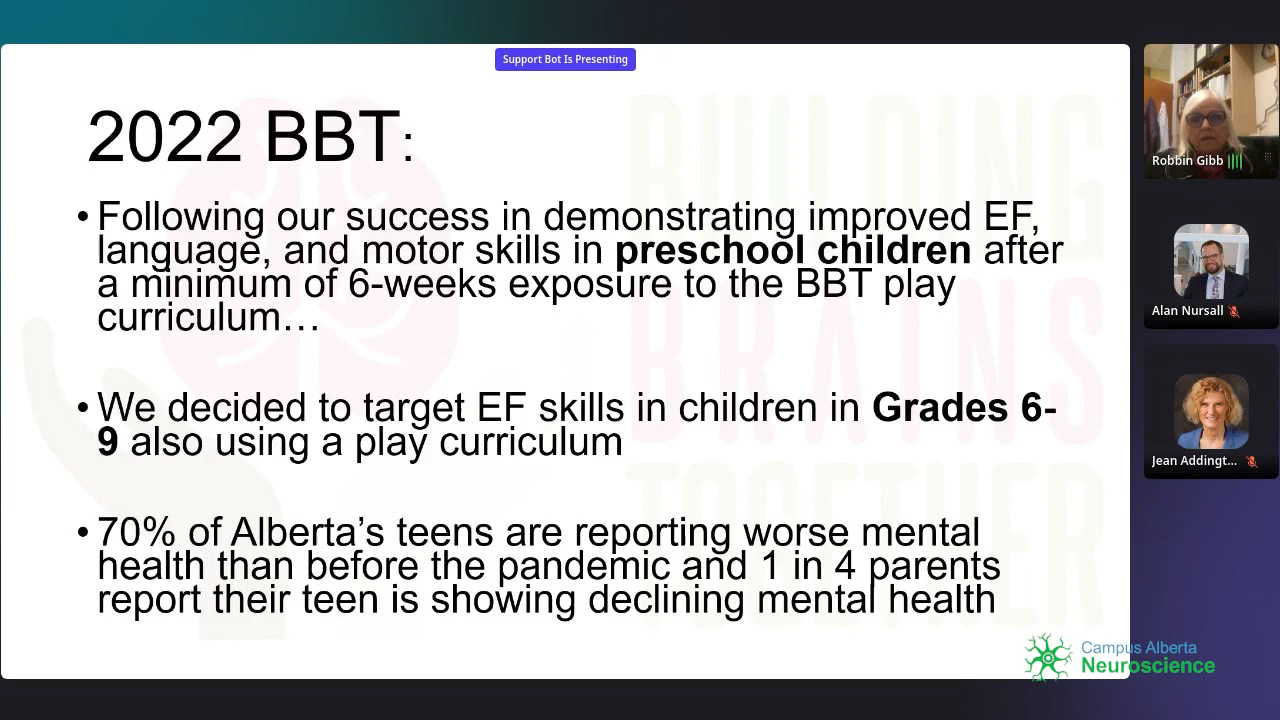 Support Bot Is Presenting
2022 BBT:
• Following our success in demonstrating improved EF,
language, and motor skills in preschool children after
a minimum of 6-weeks exposure to the BBT play
curriculum…
• We decided to target EF skills in children in Grades 6-
9 also using a play curriculum
• 70% of Alberta’s teens are reporting worse mental
health than before the pandemic and 1 in 4 parents
report their teen is showing declining mental health
BUILDING
BRAINS
TOGETHER
Robbin Gibb
Alan Nursall
Jean Addingt...
Campus Alberta
Neuroscience